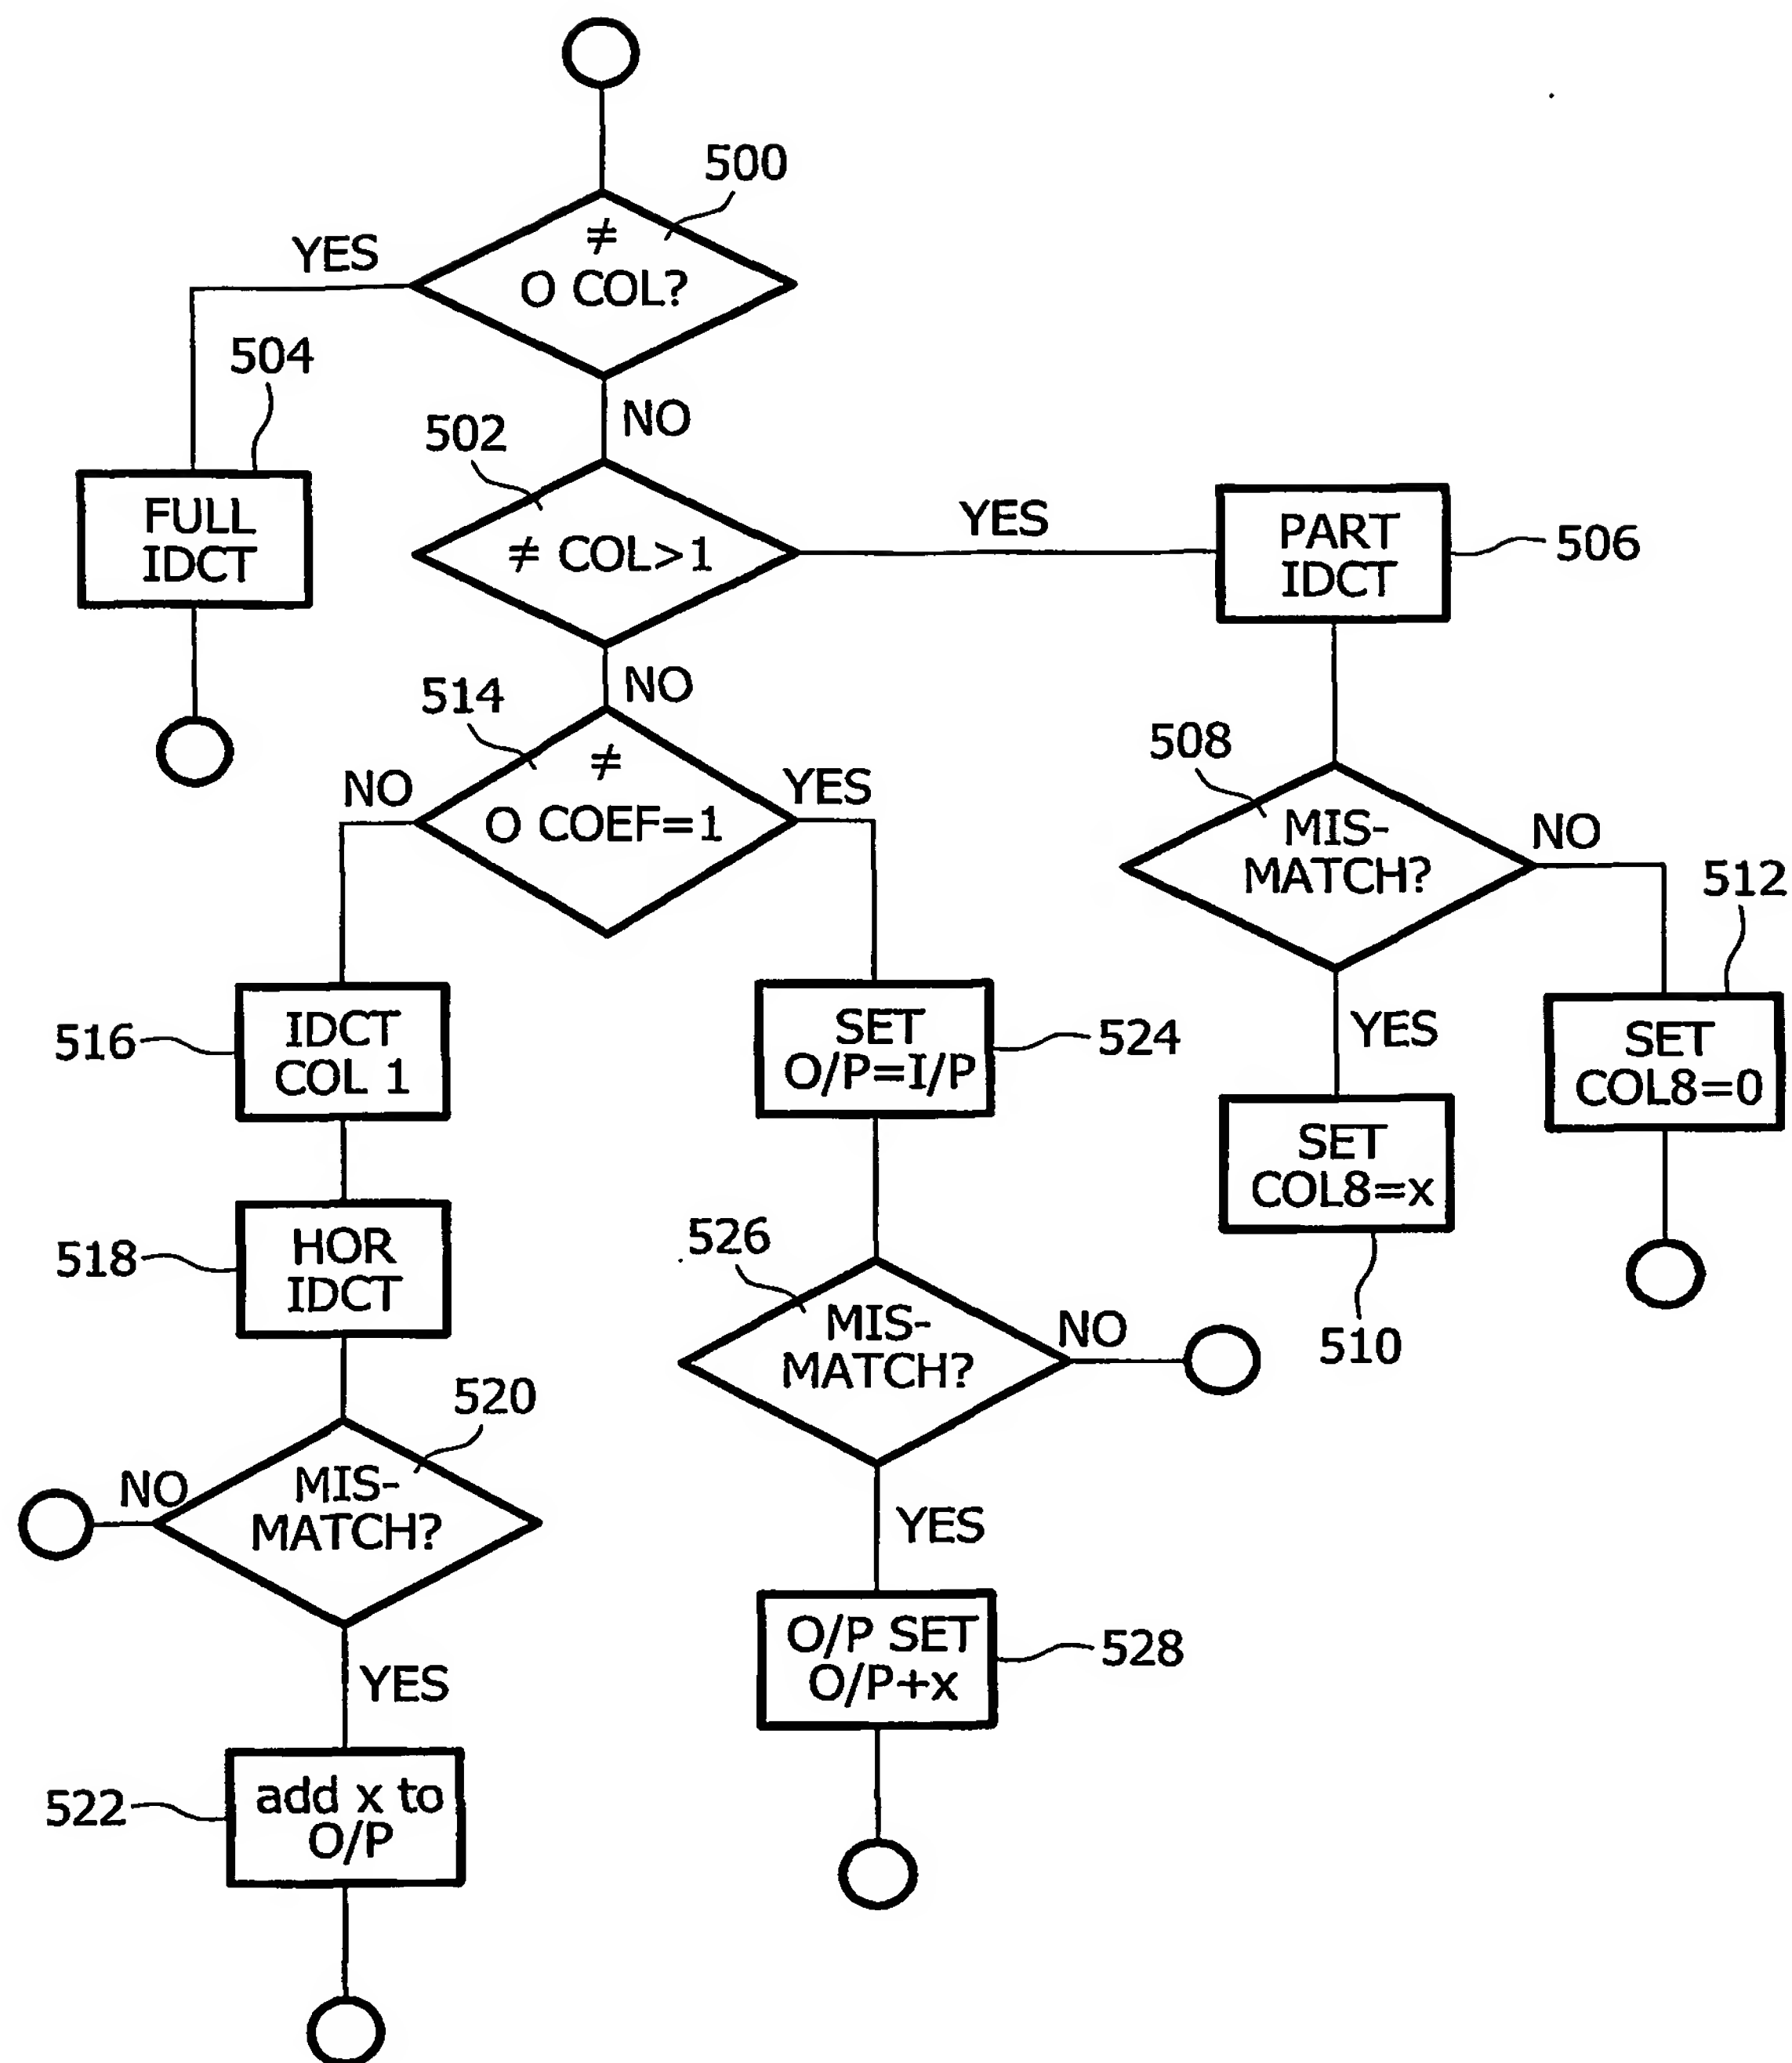 500
≠
O COL?
YES
504
NO
502
FULL
IDCT
≠ COL>1
YES
PART
IDCT
506
NO
514
≠
O COEF=1
NO
YES
508
MIS-
MATCH?
NO
512
516
IDCT
COL 1
SET
O/P=I/P
524
YES
SET
COL8=0
SET
COL8=x
510
518
HOR
IDCT
526
MIS-
MATCH?
NO
520
NO
MIS-
MATCH?
YES
YES
O/P SET
O/P+x
528
522
add x to
O/P